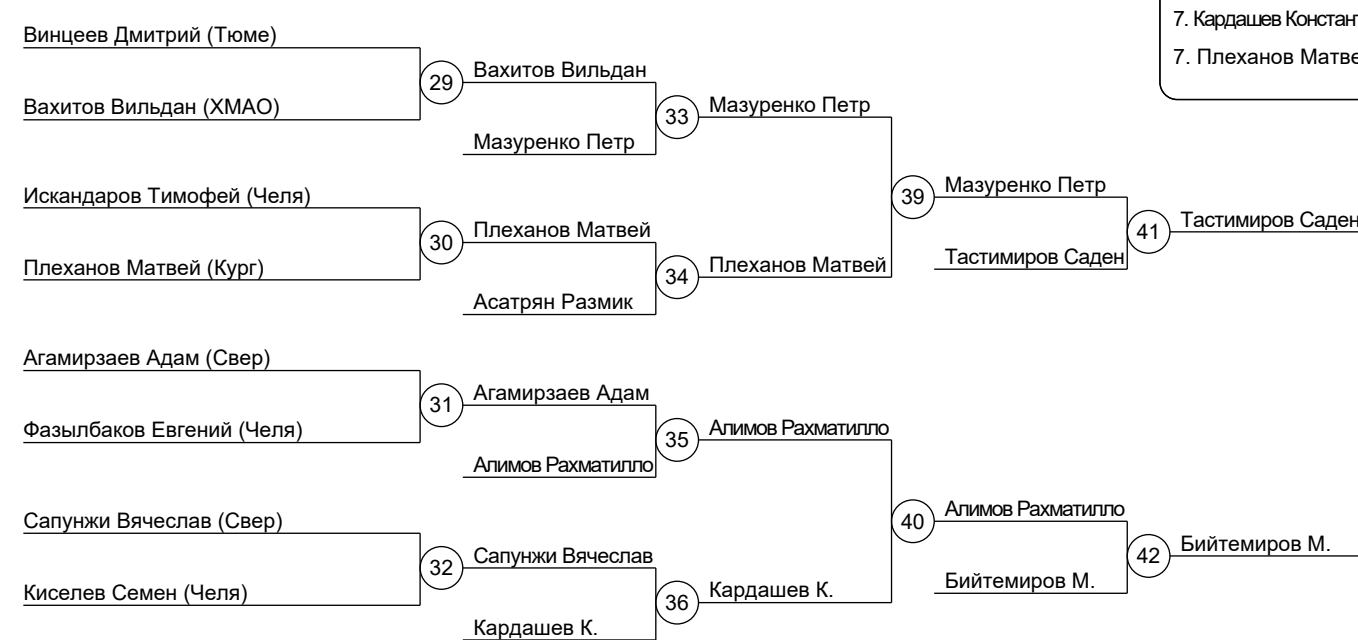 7. Кардашев Констан
7. Плеханов Матве
Винцеев Дмитрий (Тюме)
29
Вахитов Вильдан
Вахитов Вильдан (ХМАО)
33
Мазуренко Петр
Мазуренко Петр
Искандаров Тимофей (Челя)
39
Мазуренко Петр
30
Плеханов Матвей
41
Тастимиров Саден
Плеханов Матвей (Кург)
34
Плеханов Матвей
Тастимиров Саден
Асатрян Размик
Агамирзаев Адам (Свер)
31
Агамирзаев Адам
Фазылбаков Евгений (Челя)
35
Алимов Рахматилло
Алимов Рахматилло
Сапунжи Вячеслав (Свер)
40
Алимов Рахматилло
32
Сапунжи Вячеслав
42
Бийтемиров М.
Киселев Семен (Челя)
36
Кардашев К.
Бийтемиров М.
Кардашев К.